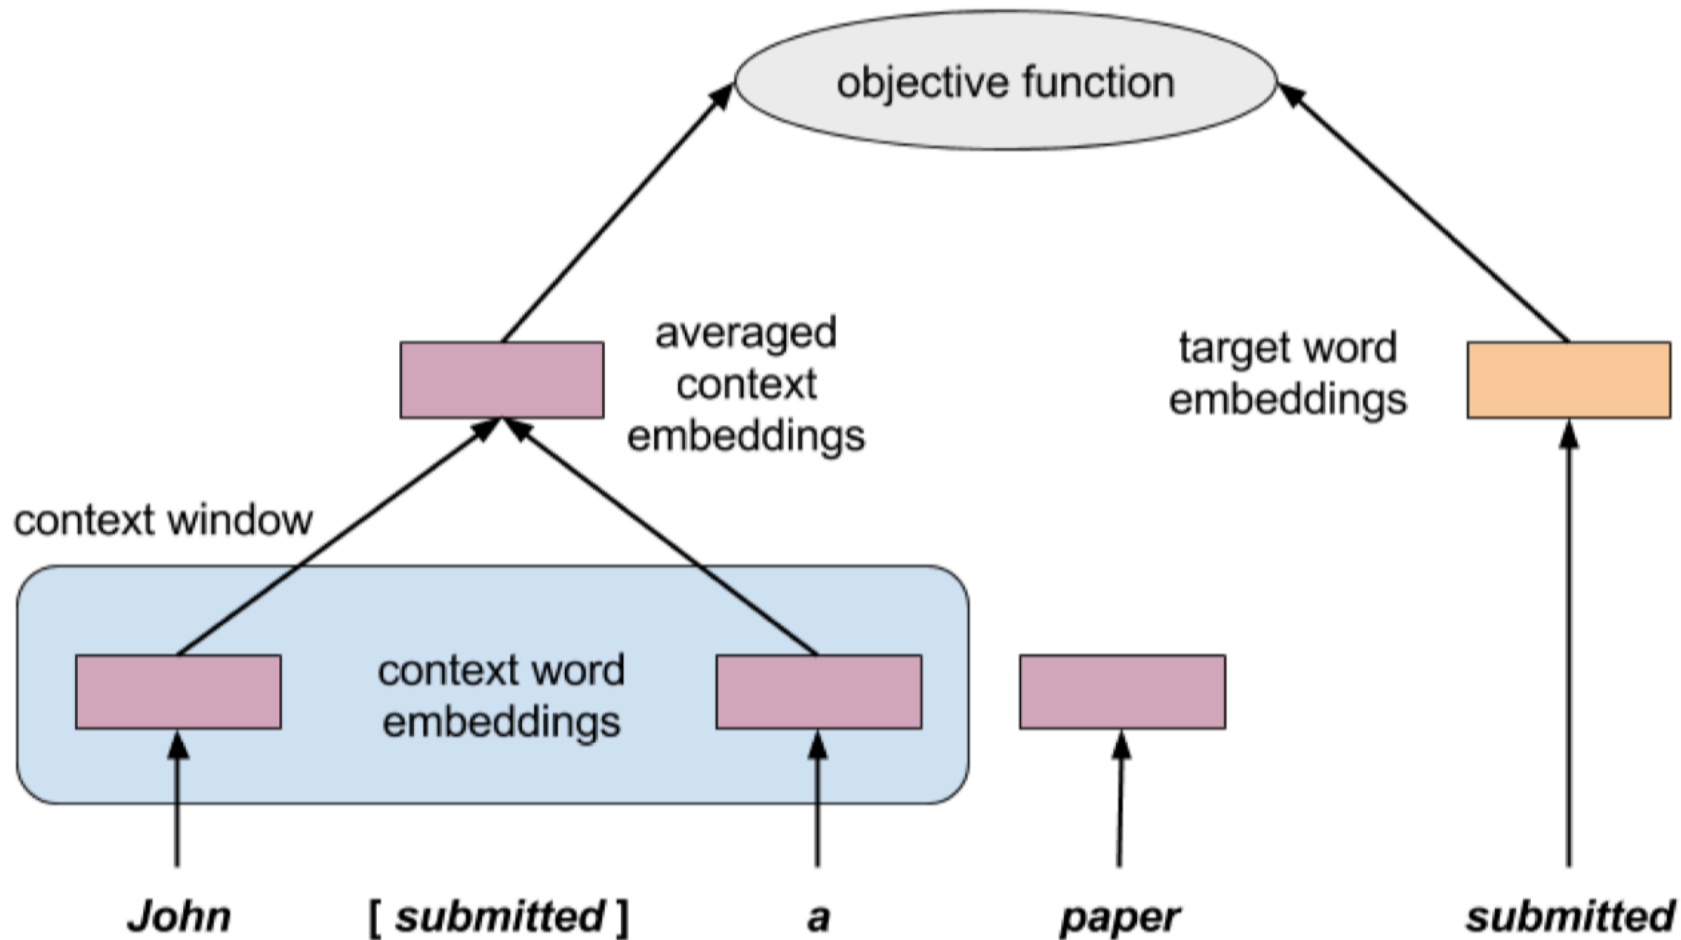 objective function
averaged
context
embeddings
target word
embeddings
context window
context word
embeddings
John [ submitted ] a paper submitted